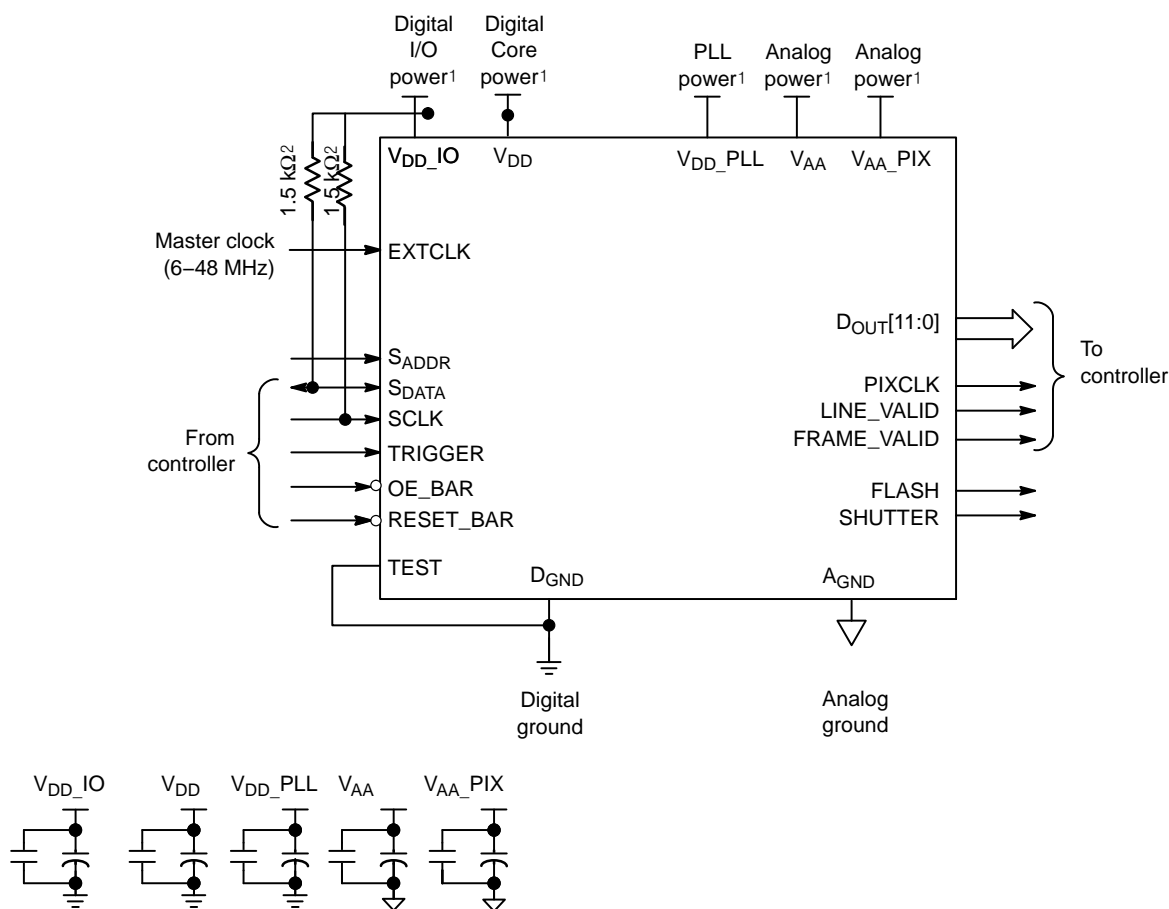 Digital
I/O
power1
Digital
Core
power1
PLL
power1
Analog
power1
Analog
power1
VDD_IO
VDD
VDD_PLL
VAA
VAA_PIX
1.5 kΩ2
1.5 kΩ2
Master clock
(6–48 MHz)
EXTCLK
SADDR
SDATA
SCLK
TRIGGER
OE_BAR
RESET_BAR
TEST
From
controller
DOUT[11:0]
PIXCLK
LINE_VALID
FRAME_VALID
To
controller
FLASH
SHUTTER
DGND
AGND
Digital
ground
Analog
ground
VDD_IO
VDD
VDD_PLL
VAA
VAA_PIX